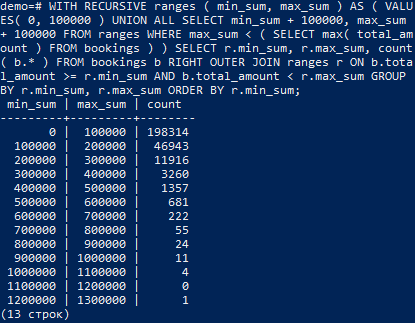 demo=# WITH RECURSIVE ranges ( min_sum, max_sum ) AS ( VALU
ES( 0, 100000 ) UNION ALL SELECT min_sum + 100000, max_sum
+ 100000 FROM ranges WHERE max_sum < ( SELECT max( total_am
ount ) FROM bookings ) ) SELECT r.min_sum, r.max_sum, count
( b.* ) FROM bookings b RIGHT OUTER JOIN ranges r ON b.tot
al_amount >= r.min_sum AND b.total_amount < r.max_sum GROUP
BY r.min_sum, r.max_sum ORDER BY r.min_sum;
 min_sum | max_sum | count
---------+---------+--------
       0 |  100000 | 198314
  100000 |  200000 |  46943
  200000 |  300000 |  11916
  300000 |  400000 |   3260
  400000 |  500000 |   1357
  500000 |  600000 |    681
  600000 |  700000 |    222
  700000 |  800000 |     55
  800000 |  900000 |     24
  900000 | 1000000 |     11
 1000000 | 1100000 |      4
 1100000 | 1200000 |      0
 1200000 | 1300000 |      1
(13 строк)